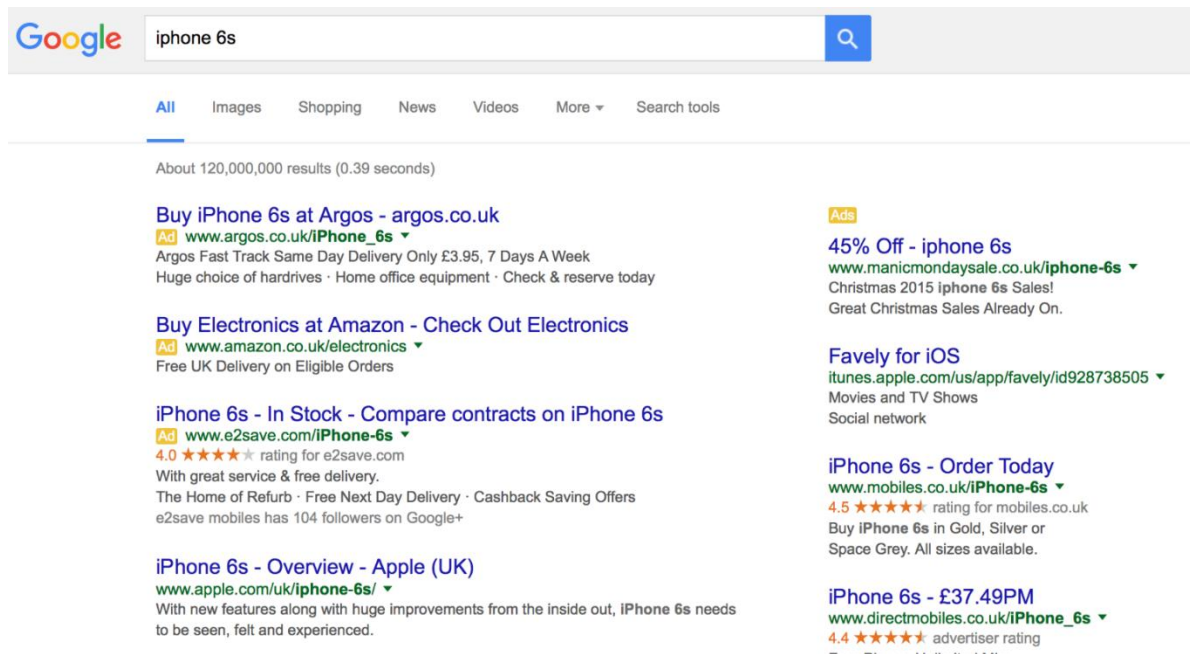 Google
iphone 6s
All Images Shopping News Videos More Search tools
About 120,000,000 results (0.39 seconds)
Buy iPhone 6s at Argos - argos.co.uk
Ad www.argos.co.uk/iPhone_6s
Argos Fast Track Same Day Delivery Only £3.95, 7 Days A Week
Huge choice of hardrives · Home office equipment · Check & reserve today
Buy Electronics at Amazon - Check Out Electronics
Ad www.amazon.co.uk/electronics
Free UK Delivery on Eligible Orders
iPhone 6s - In Stock - Compare contracts on iPhone 6s
Ad www.e2save.com/iPhone-6s
4.0 ★★★★★ rating for e2save.com
With great service & free delivery.
The Home of Refurb · Free Next Day Delivery · Cashback Saving Offers
e2save mobiles has 104 followers on Google+
iPhone 6s - Overview - Apple (UK)
www.apple.com/uk/iphone-6s/
With new features along with huge improvements from the inside out, iPhone 6s needs
to be seen, felt and experienced.
Ads
45% Off - iphone 6s
www.manicmondaysale.co.uk/iphone-6s
Christmas 2015 iphone 6s Sales!
Great Christmas Sales Already On.
Favely for iOS
itunes.apple.com/us/app/favely/id928738505
Movies and TV Shows
Social network
iPhone 6s - Order Today
www.mobiles.co.uk/iPhone-6s
4.5 ★★★★★ rating for mobiles.co.uk
Buy iPhone 6s in Gold, Silver or
Space Grey. All sizes available.
iPhone 6s - £37.49PM
www.directmobiles.co.uk/iPhone_6s
4.4 ★★★★★ advertiser rating